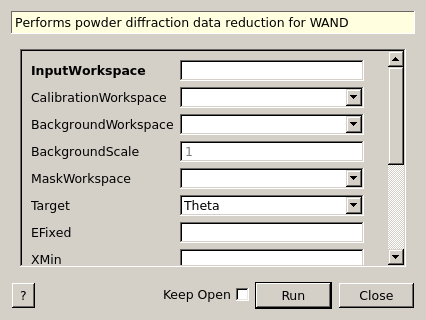 Performs powder diffraction data reduction for WAND
InputWorkspace
CalibrationWorkspace
BackgroundWorkspace
BackgroundScale 1
MaskWorkspace
Target Theta
EFixed
XMin
? Keep Open Run Close